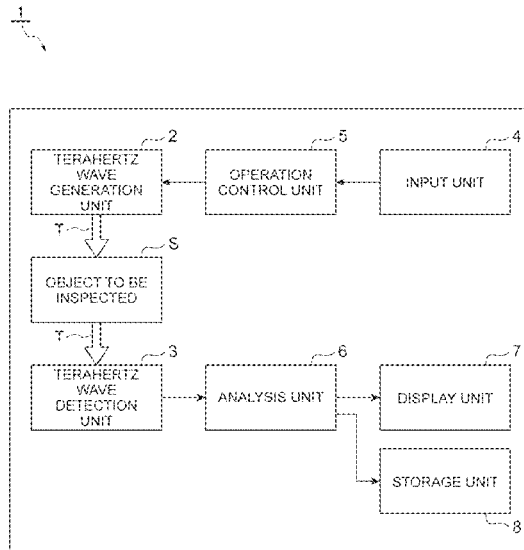 1
2
5
4
TERAHERTZ
WAVE
GENERATION
UNIT
OPERATION
CONTROL UNIT
INPUT UNIT
T
S
OBJECT TO BE
INSPECTED
T
3
6
7
TERAHERTZ
WAVE
DETECTION
UNIT
ANALYSIS UNIT
DISPLAY UNIT
STORAGE UNIT
8